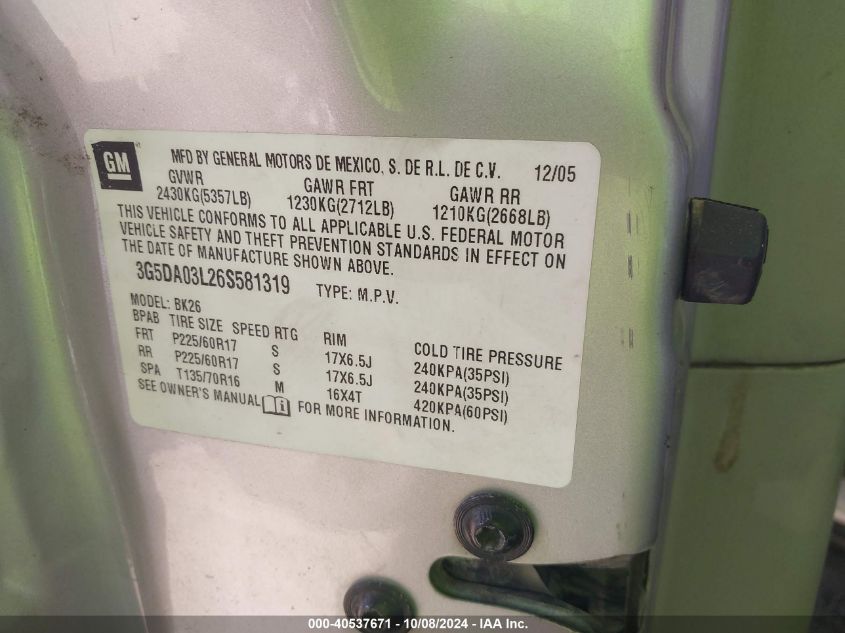 GM
MFD BY GENERAL MOTORS DE MEXICO, S. DE R.L. DE C.V. 12/05
GVWR GAWR FRT GAWR RR
2430KG(5357LB) 1230KG(2712LB) 1210KG(2668LB)
THIS VEHICLE CONFORMS TO ALL APPLICABLE U.S. FEDERAL MOTOR
VEHICLE SAFETY AND THEFT PREVENTION STANDARDS IN EFFECT ON
THE DATE OF MANUFACTURE SHOWN ABOVE.
3G5DA03L26S581319 TYPE: M.P.V.
MODEL: BK26
BPAB TIRE SIZE SPEED RTG RIM COLD TIRE PRESSURE
FRT P225/60R17 S 17X6.5J 240KPA(35PSI)
RR P225/60R17 S 17X6.5J 240KPA(35PSI)
SPA T135/70R16 M 16X4T 420KPA(60PSI)
SEE OWNER'S MANUAL FOR MORE INFORMATION.
000-40537671 - 10/08/2024 - IAA Inc.